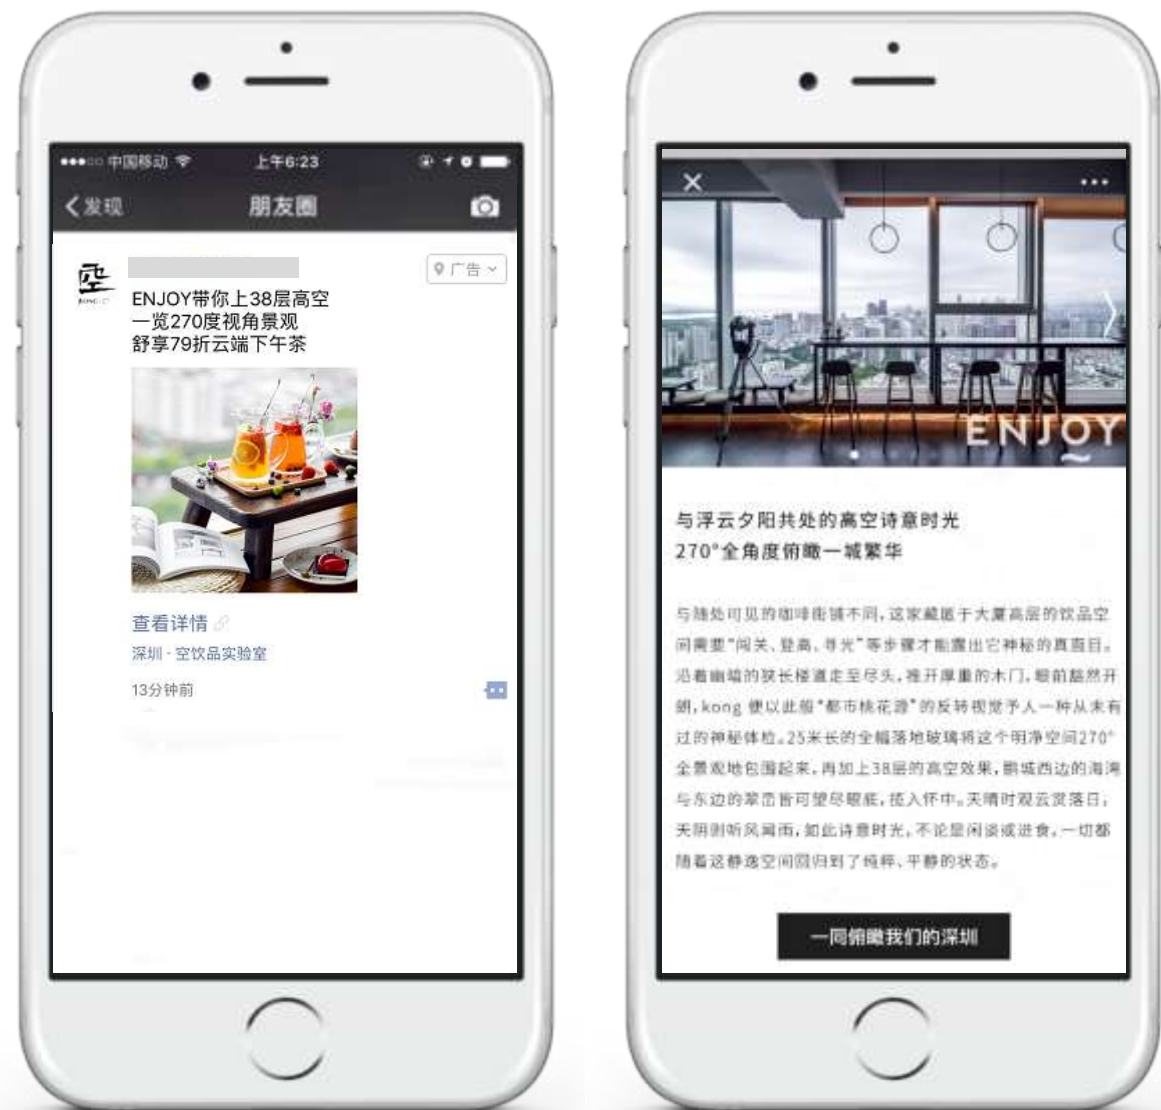 中国移动
上午6:23
发现
朋友圈
空
广告
ENJOY带你上38层高空
一览270度视角景观
舒享79折云端下午茶
查看详情
深圳 · 空饮品实验室
13分钟前
ENJOY
与浮云夕阳共处的高空诗意时光
270°全角度俯瞰一城繁华
与随处可见的咖啡街铺不同，这家藏匿于大厦高层的饮品空
间需要“闯关、登高、寻光”等步骤才能露出它神秘的真面目。
沿着幽暗的狭长楼道走至尽头，推开厚重的木门，眼前豁然开
朗，kong 便以此般“都市桃花源”的反转视觉予人一种从未有
过的神秘体检。25米长的全幅落地玻璃将这个明净空间270°
全景观地包围起来，再加上38层的高空效果，鹏城西边的海湾
与东边的翠峦皆可望尽眼底，揽入怀中。天晴时观云赏落日，
天阴则听风闻雨，如此诗意时光，不论是闲谈或进食，一切都
随着这静逸空间回归到了纯粹、平静的状态。
一同俯瞰我们的深圳